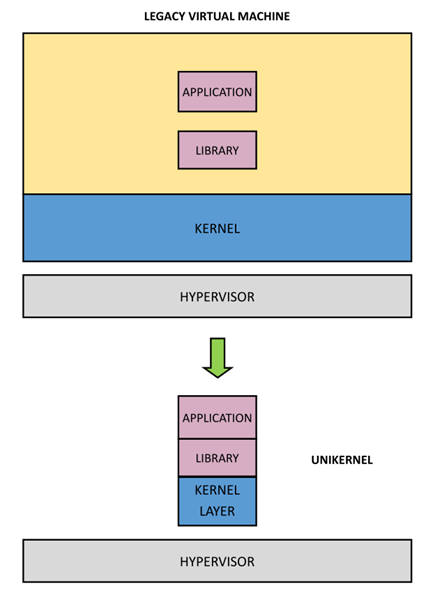 LEGACY VIRTUAL MACHINE
APPLICATION
LIBRARY
KERNEL
HYPERVISOR
APPLICATION
LIBRARY
UNIKERNEL
KERNEL
LAYER
HYPERVISOR